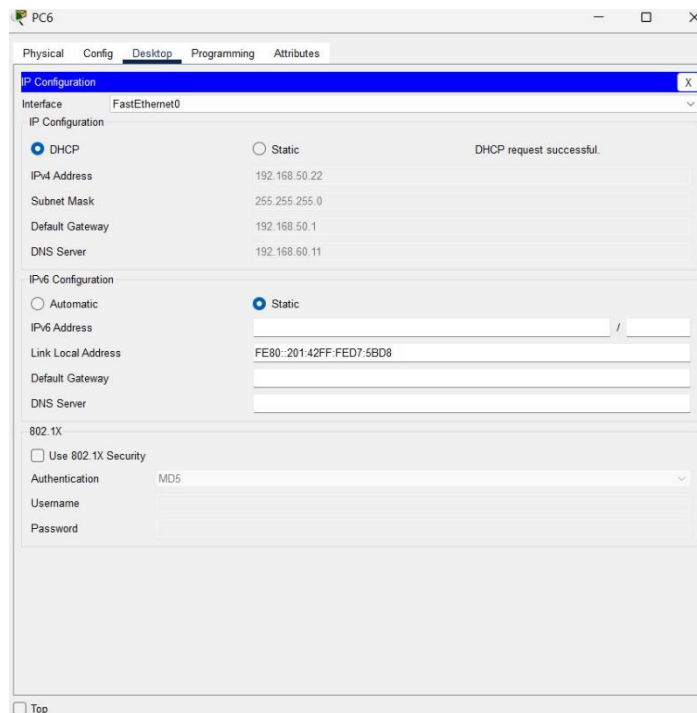 PC6
Physical Config Desktop Programming Attributes
IP Configuration X
Interface FastEthernet0
IP Configuration
DHCP Static DHCP request successful.
IPv4 Address 192.168.50.22
Subnet Mask 255.255.255.0
Default Gateway 192.168.50.1
DNS Server 192.168.60.11
IPv6 Configuration
Automatic Static
IPv6 Address /
Link Local Address FE80::201:42FF:FED7:5BD8
Default Gateway
DNS Server
802.1X
Use 802.1X Security
Authentication MD5
Username
Password
Top